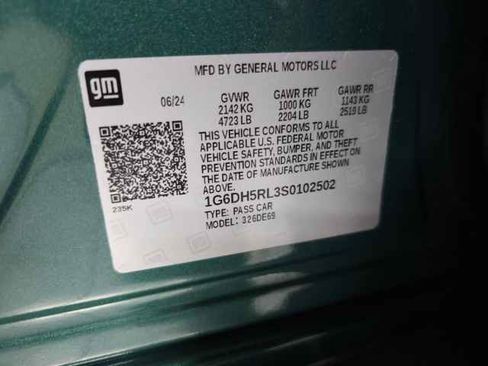 MFD BY GENERAL MOTORS LLC
gm
06/24
GVWR GAWR FRT GAWR RR
2142 KG 1000 KG 1143 KG
4723 LB 2204 LB 2519 LB
THIS VEHICLE CONFORMS TO ALL
APPLICABLE U.S. FEDERAL MOTOR
VEHICLE SAFETY, BUMPER, AND THEFT
PREVENTION STANDARDS IN EFFECT ON
THE DATE OF MANUFACTURE SHOWN
ABOVE.
1G6DH5RL3S0102502
TYPE: PASS CAR
MODEL: 326DE69
235K